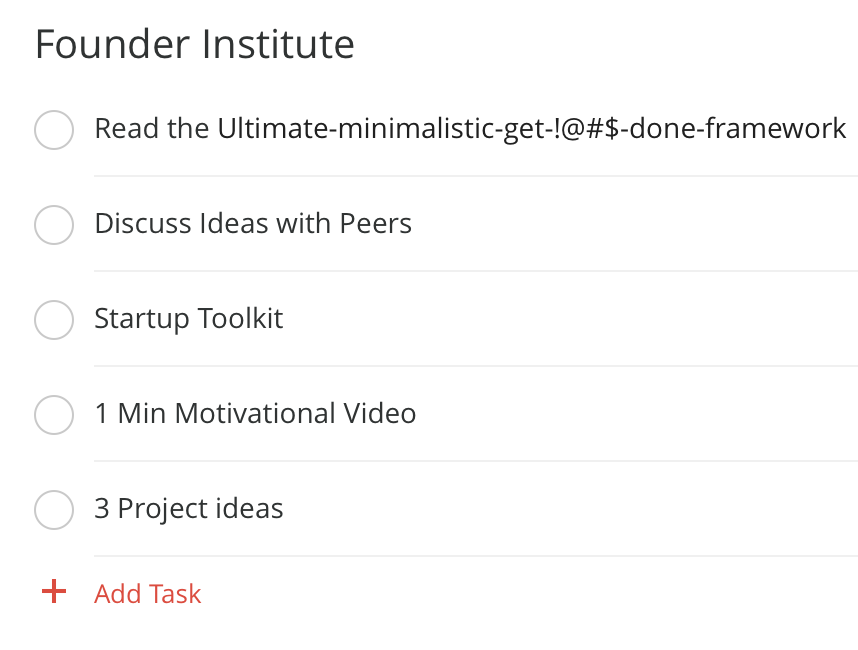 Founder Institute
Read the Ultimate-minimalistic-get-!@#$-done-framework
Discuss Ideas with Peers
Startup Toolkit
1 Min Motivational Video
3 Project ideas
+ Add Task